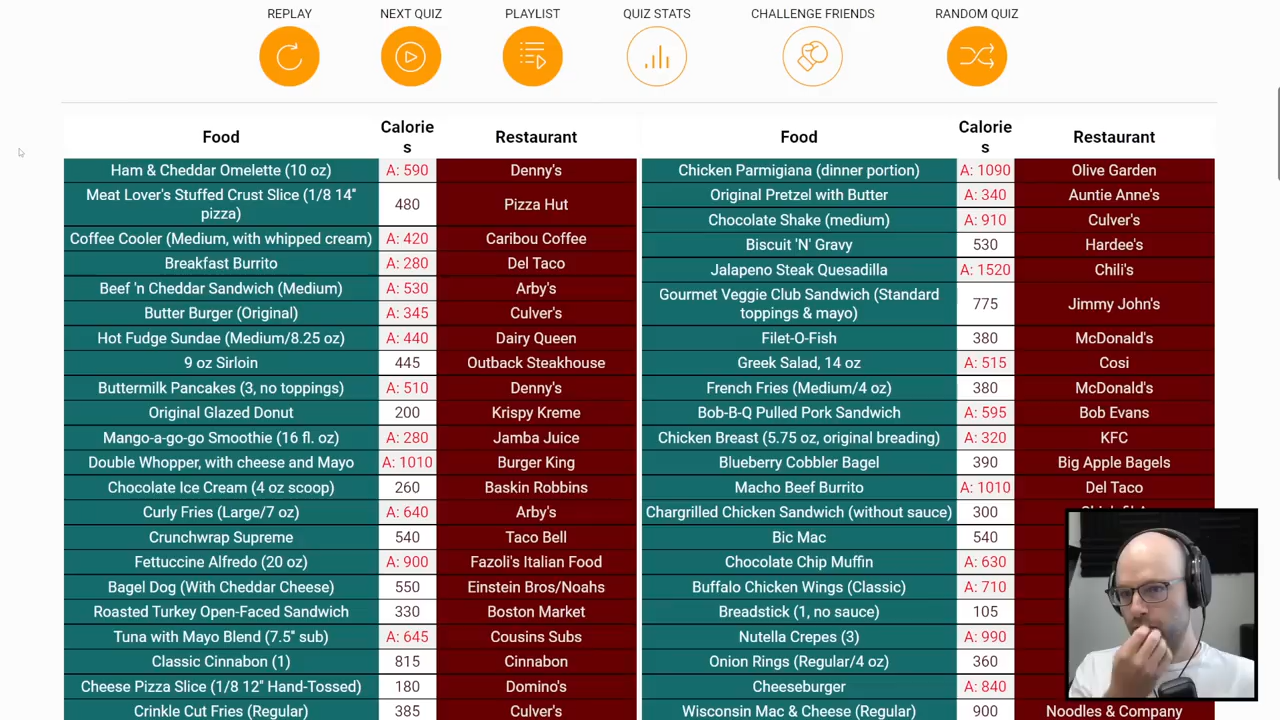 REPLAY NEXT QUIZ PLAYLIST QUIZ STATS CHALLENGE FRIENDS RANDOM QUIZ
Food Calories Restaurant Food Calories Restaurant
Ham & Cheddar Omelette (10 oz) A: 590 Denny's
Meat Lover's Stuffed Crust Slice (1/8 14"
pizza) 480 Pizza Hut
Coffee Cooler (Medium, with whipped cream) A: 420 Caribou Coffee
Breakfast Burrito A: 280 Del Taco
Beef 'n Cheddar Sandwich (Medium) A: 530 Arby's
Butter Burger (Original) A: 345 Culver's
Hot Fudge Sundae (Medium/8.25 oz) A: 440 Dairy Queen
9 oz Sirloin 445 Outback Steakhouse
Buttermilk Pancakes (3, no toppings) A: 510 Denny's
Original Glazed Donut 200 Krispy Kreme
Mango-a-go-go Smoothie (16 fl. oz) A: 280 Jamba Juice
Double Whopper, with cheese and Mayo A: 1010 Burger King
Chocolate Ice Cream (4 oz scoop) 260 Baskin Robbins
Curly Fries (Large/7 oz) A: 640 Arby's
Crunchwrap Supreme 540 Taco Bell
Fettuccine Alfredo (20 oz) A: 900 Fazoli's Italian Food
Bagel Dog (With Cheddar Cheese) 550 Einstein Bros/Noahs
Roasted Turkey Open-Faced Sandwich 330 Boston Market
Tuna with Mayo Blend (7.5" sub) A: 645 Cousins Subs
Classic Cinnabon (1) 815 Cinnabon
Cheese Pizza Slice (1/8 12" Hand-Tossed) 180 Domino's
Crinkle Cut Fries (Regular) 385 Culver's
Chicken Parmigiana (dinner portion) A: 1090 Olive Garden
Original Pretzel with Butter A: 340 Auntie Anne's
Chocolate Shake (medium) A: 910 Culver's
Biscuit 'N' Gravy 530 Hardee's
Jalapeno Steak Quesadilla A: 1520 Chili's
Gourmet Veggie Club Sandwich (Standard
toppings & mayo) 775 Jimmy John's
Filet-O-Fish 380 McDonald's
Greek Salad, 14 oz A: 515 Cosi
French Fries (Medium/4 oz) 380 McDonald's
Bob-B-Q Pulled Pork Sandwich A: 595 Bob Evans
Chicken Breast (5.75 oz, original breading) A: 320 KFC
Blueberry Cobbler Bagel 390 Big Apple Bagels
Macho Beef Burrito A: 1010 Del Taco
Chargrilled Chicken Sandwich (without sauce) 300
Bic Mac 540
Chocolate Chip Muffin A: 630
Buffalo Chicken Wings (Classic) A: 710
Breadstick (1, no sauce) 105
Nutella Crepes (3) A: 990
Onion Rings (Regular/4 oz) 360
Cheeseburger A: 840
Wisconsin Mac & Cheese (Regular) 900 Noodles & Company